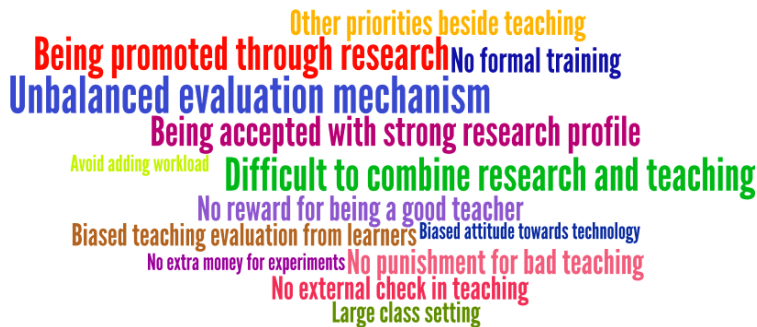 Other priorities beside teaching
Being promoted through research
No formal training
Unbalanced evaluation mechanism
Being accepted with strong research profile
Avoid adding workload
Difficult to combine research and teaching
No reward for being a good teacher
Biased teaching evaluation from learners
Biased attitude towards technology
No extra money for experiments
No punishment for bad teaching
No external check in teaching
Large class setting